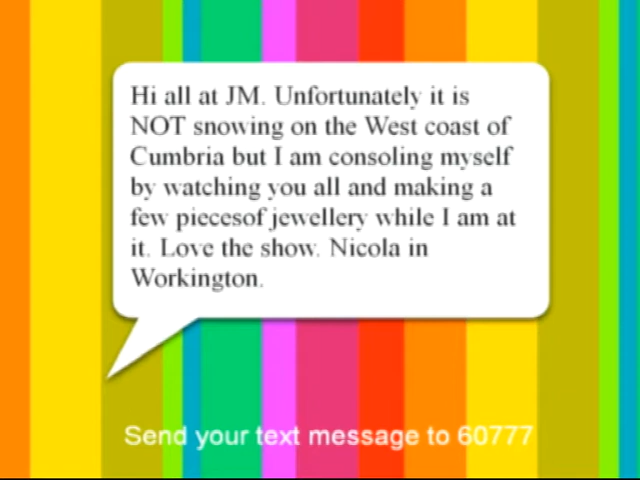 Hi all at JM. Unfortunately it is
NOT snowing on the West coast of
Cumbria but I am consoling myself
by watching you all and making a
few piecesof jewellery while I am at
it. Love the show. Nicola in
Workington.
Send your text message to 60777